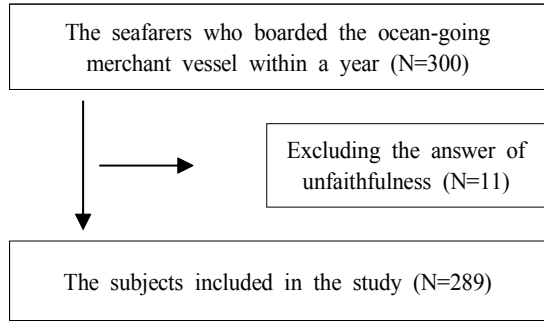 The seafarers who boarded the ocean-going
merchant vessel within a year (N=300)
Excluding the answer of
unfaithfulness (N=11)
The subjects included in the study (N=289)